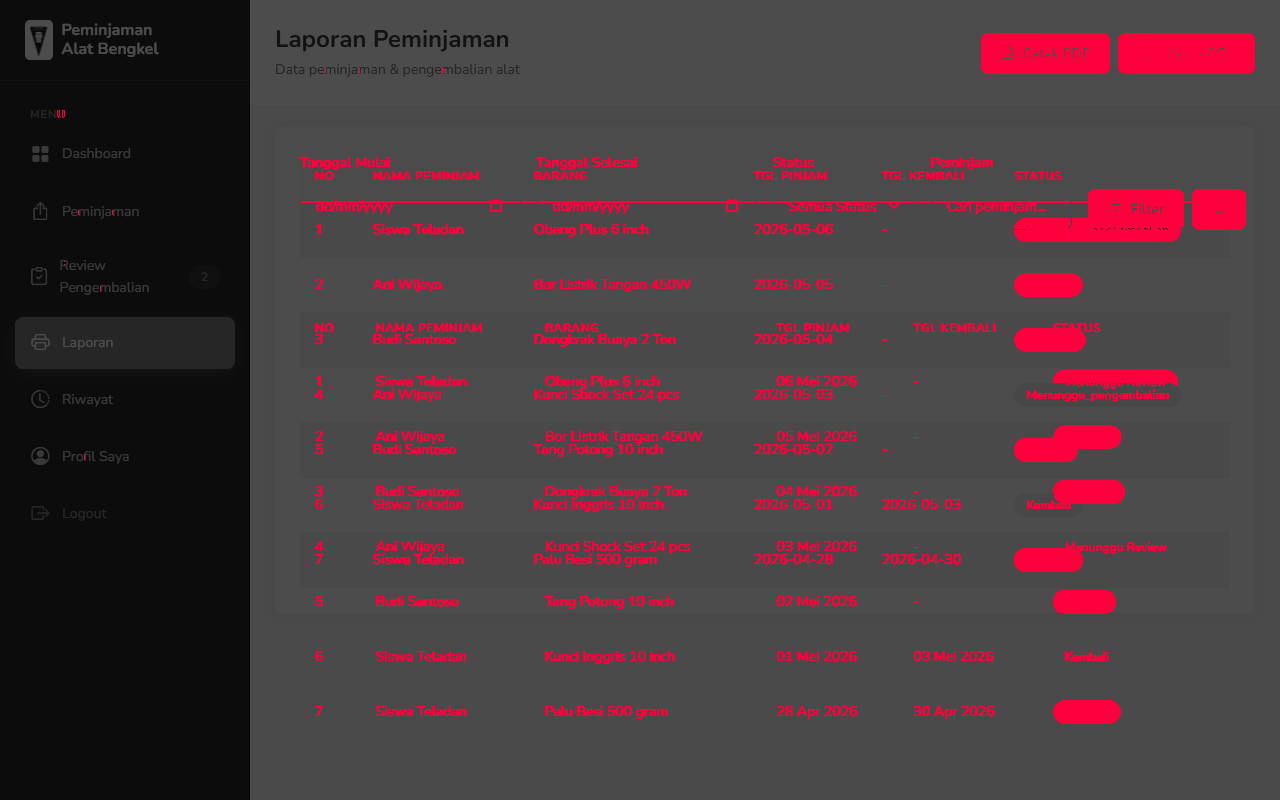 Peminjaman
Alat Bengkel
Laporan Peminjaman
Data peminjaman & pengembalian alat
Cetak PDF
MENU
Dashboard
Peminjaman
Review
Pengembalian
2
Laporan
Riwayat
Profil Saya
Logout
Tanggal Mulai Tanggal Selesai Status Peminjam
NO NAMA PEMINJAM BARANG TGL PINJAM TGL KEMBALI STATUS
dd/mm/yyyy dd/mm/yyyy Semua Status Cari peminjam... Filter
1 Siswa Teladan Obeng Plus 6 inch 2026-05-06 -
2 Ani Wijaya Bor Listrik Tangan 450W 2026-05-05 -
NO NAMA PEMINJAM BARANG TGL PINJAM TGL KEMBALI STATUS
3 Budi Santoso Dongkrak Buaya 2 Ton 2026-05-04 -
1 Siswa Teladan Obeng Plus 6 inch 06 Mei 2026 - Menunggu Review
4 Ani Wijaya Kunci Shock Set 24 pcs 2026-05-03 - Menunggu_pengembalian
2 Ani Wijaya Bor Listrik Tangan 450W 05 Mei 2026 -
5 Budi Santoso Tang Potong 10 inch 2026-05-02 -
3 Budi Santoso Dongkrak Buaya 2 Ton 04 Mei 2026 -
6 Siswa Teladan Kunci Inggris 10 inch 2026-05-01 2026-05-03 Kembali
4 Ani Wijaya Kunci Shock Set 24 pcs 03 Mei 2026 - Menunggu Review
7 Siswa Teladan Palu Besi 500 gram 2026-04-28 2026-04-30
5 Budi Santoso Tang Potong 10 inch 02 Mei 2026 -
6 Siswa Teladan Kunci Inggris 10 inch 01 Mei 2026 03 Mei 2026 Kembali
7 Siswa Teladan Palu Besi 500 gram 28 Apr 2026 30 Apr 2026